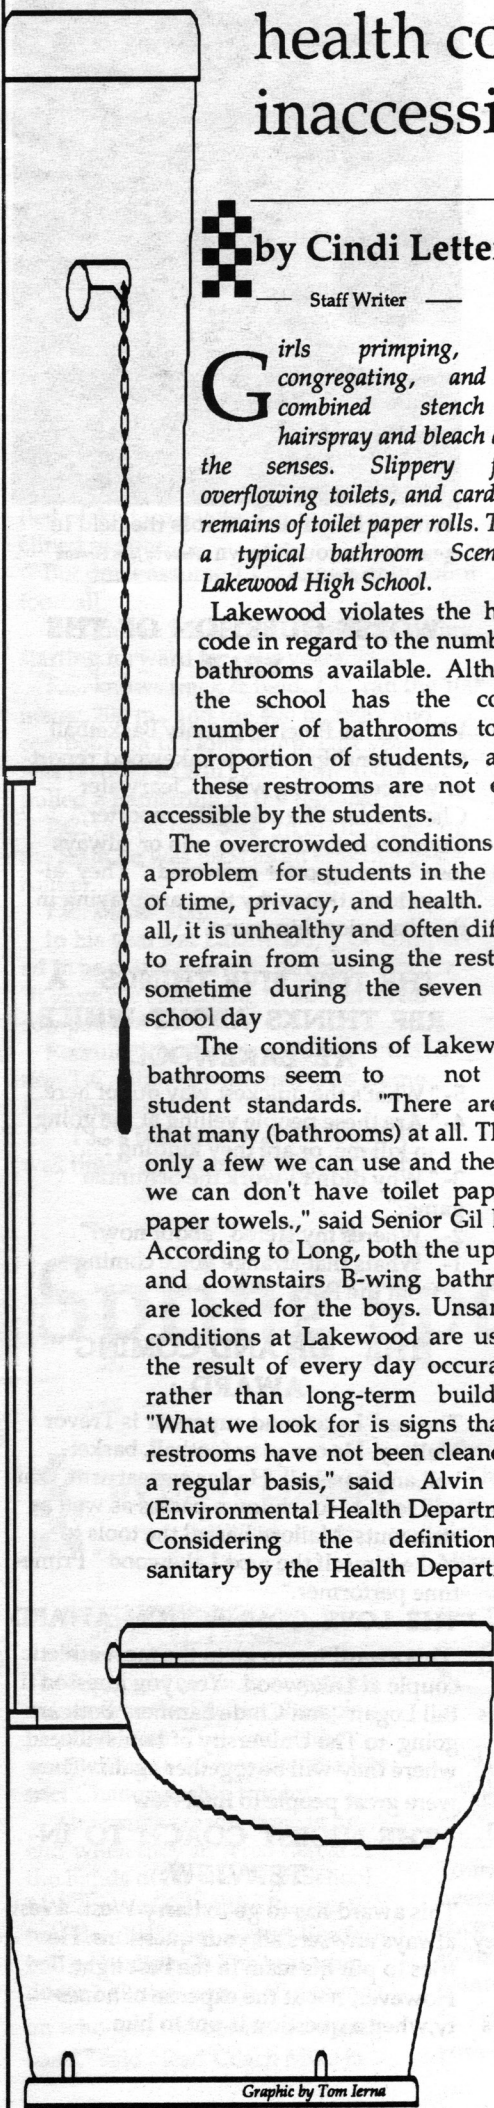 health co
inaccessi
by Cindi Lette
Staff Writer
Girls primping,
congregating, and
combined stench
hairspray and bleach
the senses. Slippery
overflowing toilets, and card
remains of toilet paper rolls. T
a typical bathroom Scen
Lakewood High School.
Lakewood violates the h
code in regard to the numb
bathrooms available. Alth
the school has the co
number of bathrooms to
proportion of students, a
these restrooms are not
accessible by the students.
The overcrowded conditions
a problem for students in the
of time, privacy, and health.
all, it is unhealthy and often dif
to refrain from using the rest
sometime during the seven
school day
The conditions of Lakew
bathrooms seem to not
student standards. "There are
that many (bathrooms) at all. Th
only a few we can use and the
we can don't have toilet pap
paper towels.," said Senior Gil
According to Long, both the up
and downstairs B-wing bathr
are locked for the boys. Unsar
conditions at Lakewood are us
the result of every day occura
rather than long-term build
"What we look for is signs tha
restrooms have not been cleane
a regular basis," said Alvin
(Environmental Health Departm
Considering the definition
sanitary by the Health Depart
Graphic by Tom Ierna